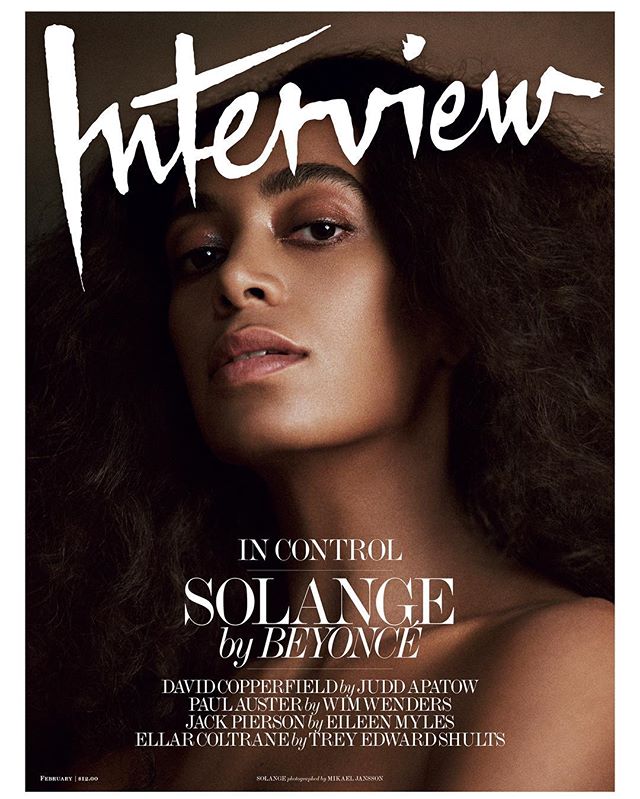 Interview
IN CONTROL
SOLANGE
by BEYONCÉ
DAVID COPPERFIELD by JUDD APATOW
PAUL AUSTER by WIM WENDERS
JACK PIERSON by EILEEN MYLES
ELLAR COLTRANE by TREY EDWARD SHULTS
FEBRUARY | $12.00
SOLANGE photographed by MIKAEL JANSSON